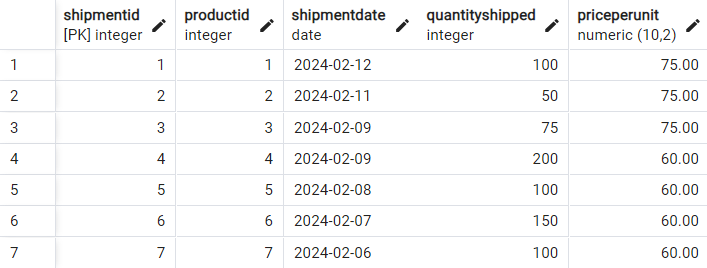 shipmentid productid shipmentdate quantityshipped priceperunit
[PK] integer integer date integer numeric (10,2)
1 1 1 2024-02-12 100 75.00
2 2 2 2024-02-11 50 75.00
3 3 3 2024-02-09 75 75.00
4 4 4 2024-02-09 200 60.00
5 5 5 2024-02-08 100 60.00
6 6 6 2024-02-07 150 60.00
7 7 7 2024-02-06 100 60.00